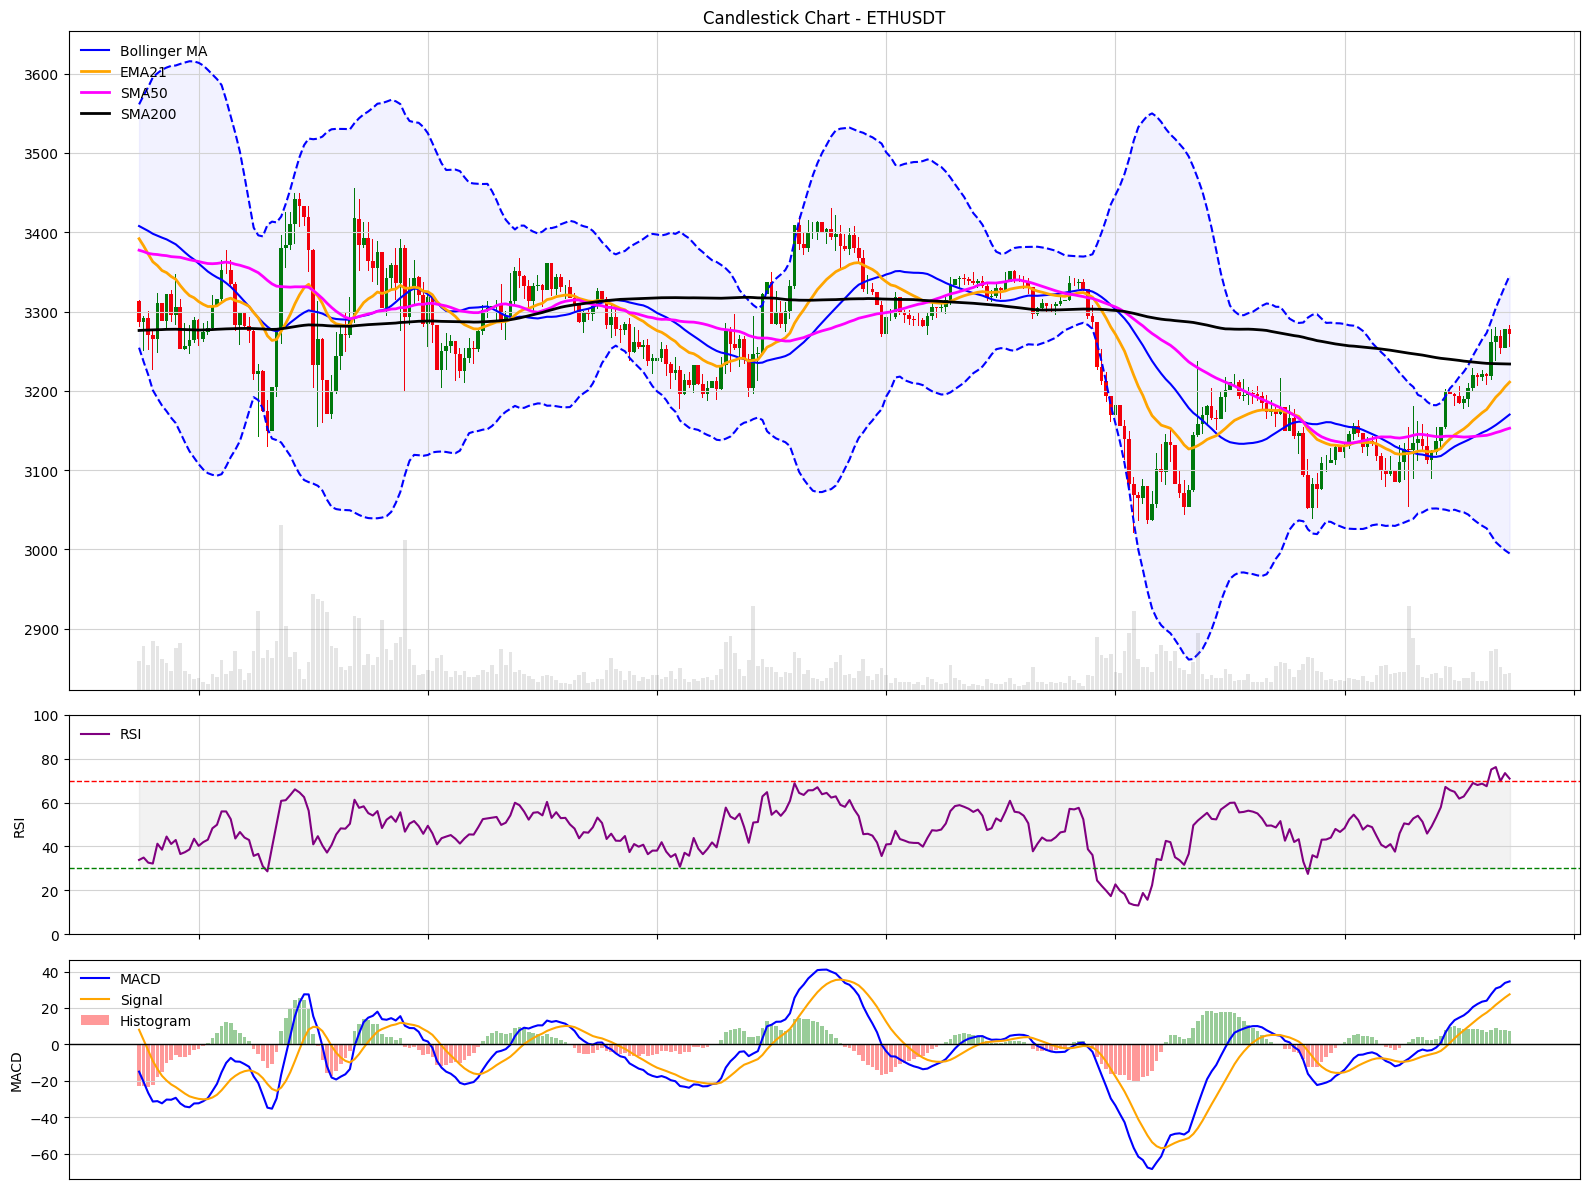 Candlestick Chart - ETHUSDT
Bollinger MA
EMA21
SMA50
SMA200
3600
3500
3400
3300
3200
3100
3000
2900
RSI
100
80
60
40
20
0
RSI
MACD
Signal
Histogram
40
20
0
−20
−40
−60
MACD